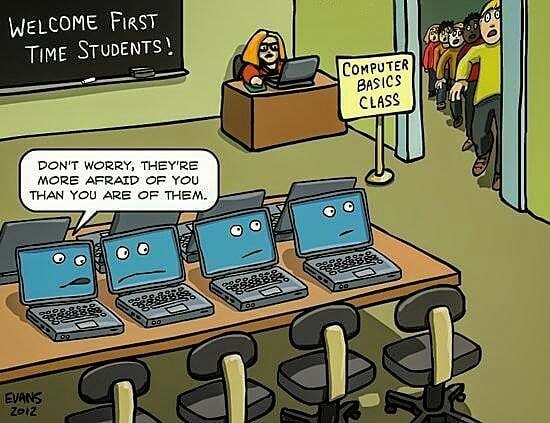 WELCOME FIRST
TIME STUDENTS!
COMPUTER
BASICS
CLASS
DON'T WORRY, THEY'RE
MORE AFRAID OF YOU
THAN YOU ARE OF THEM.
EVANS
2012